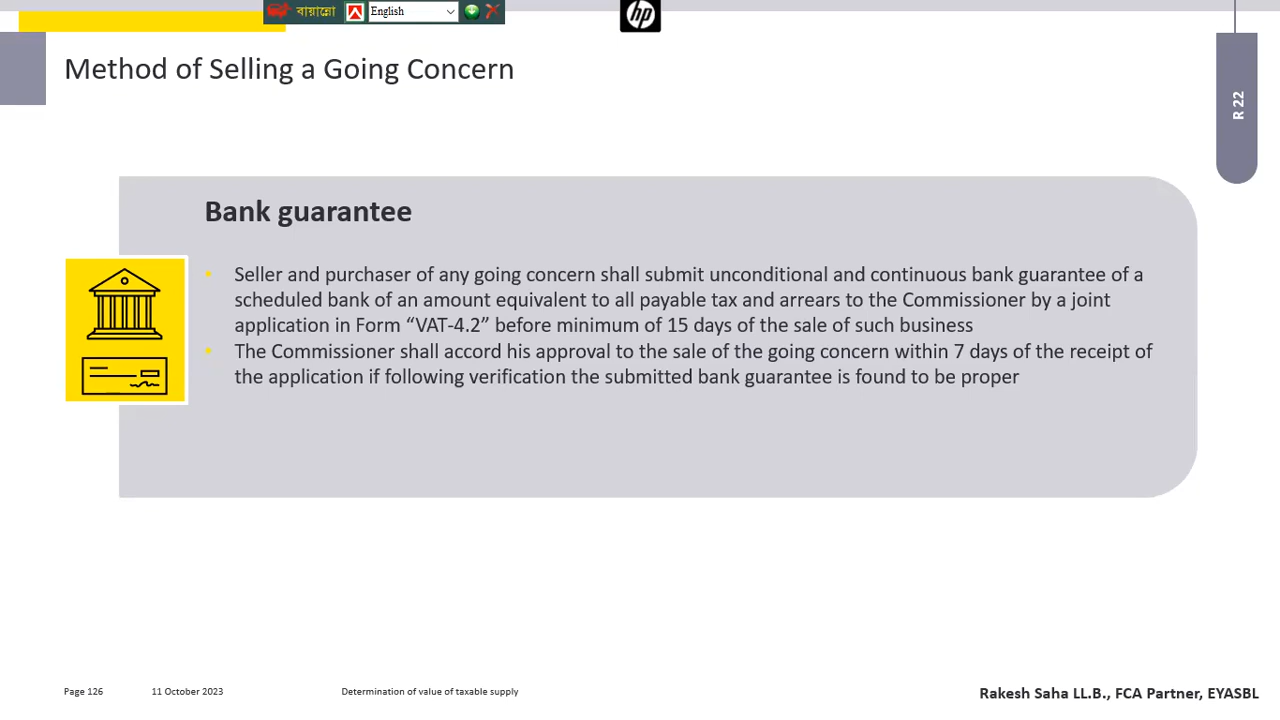 বায়ান্নো English
hp
Method of Selling a Going Concern
R 22
Bank guarantee
• Seller and purchaser of any going concern shall submit unconditional and continuous bank guarantee of a
scheduled bank of an amount equivalent to all payable tax and arrears to the Commissioner by a joint
application in Form “VAT-4.2” before minimum of 15 days of the sale of such business
• The Commissioner shall accord his approval to the sale of the going concern within 7 days of the receipt of
the application if following verification the submitted bank guarantee is found to be proper
Page 126 11 October 2023 Determination of value of taxable supply Rakesh Saha LL.B., FCA Partner, EYASBL